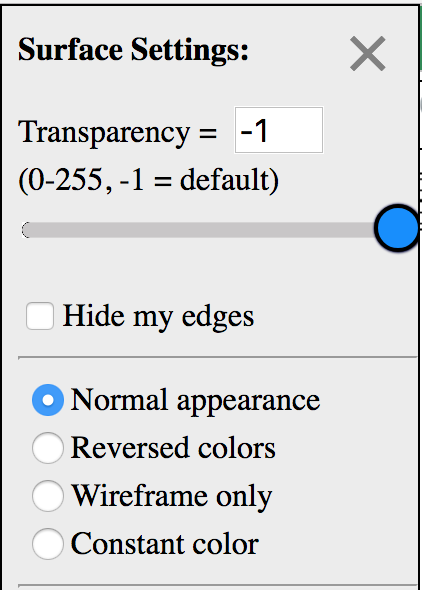 Surface Settings:
Transparency = -1
(0-255, -1 = default)
Hide my edges
Normal appearance
Reversed colors
Wireframe only
Constant color